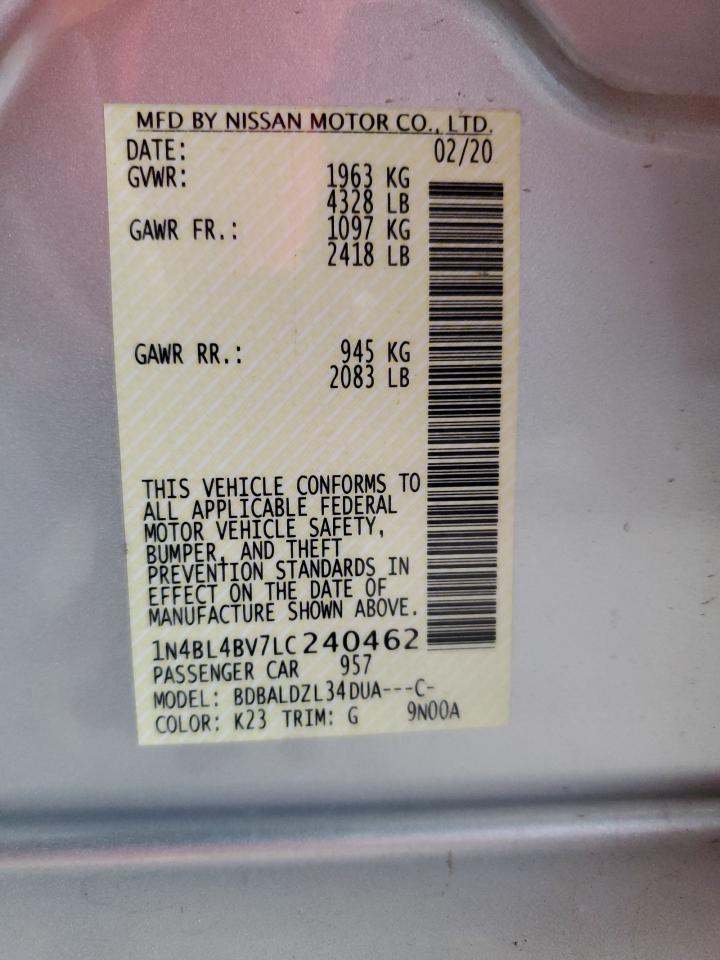 MFD BY NISSAN MOTOR CO., LTD.
DATE: 02/20
GVWR: 1963 KG
4328 LB
GAWR FR.: 1097 KG
2418 LB
GAWR RR.: 945 KG
2083 LB
THIS VEHICLE CONFORMS TO
ALL APPLICABLE FEDERAL
MOTOR VEHICLE SAFETY,
BUMPER, AND THEFT
PREVENTION STANDARDS IN
EFFECT ON THE DATE OF
MANUFACTURE SHOWN ABOVE.
1N4BL4BV7LC240462
PASSENGER CAR 957
MODEL: BDBALDZL34DUA---C-
COLOR: K23 TRIM: G 9N00A